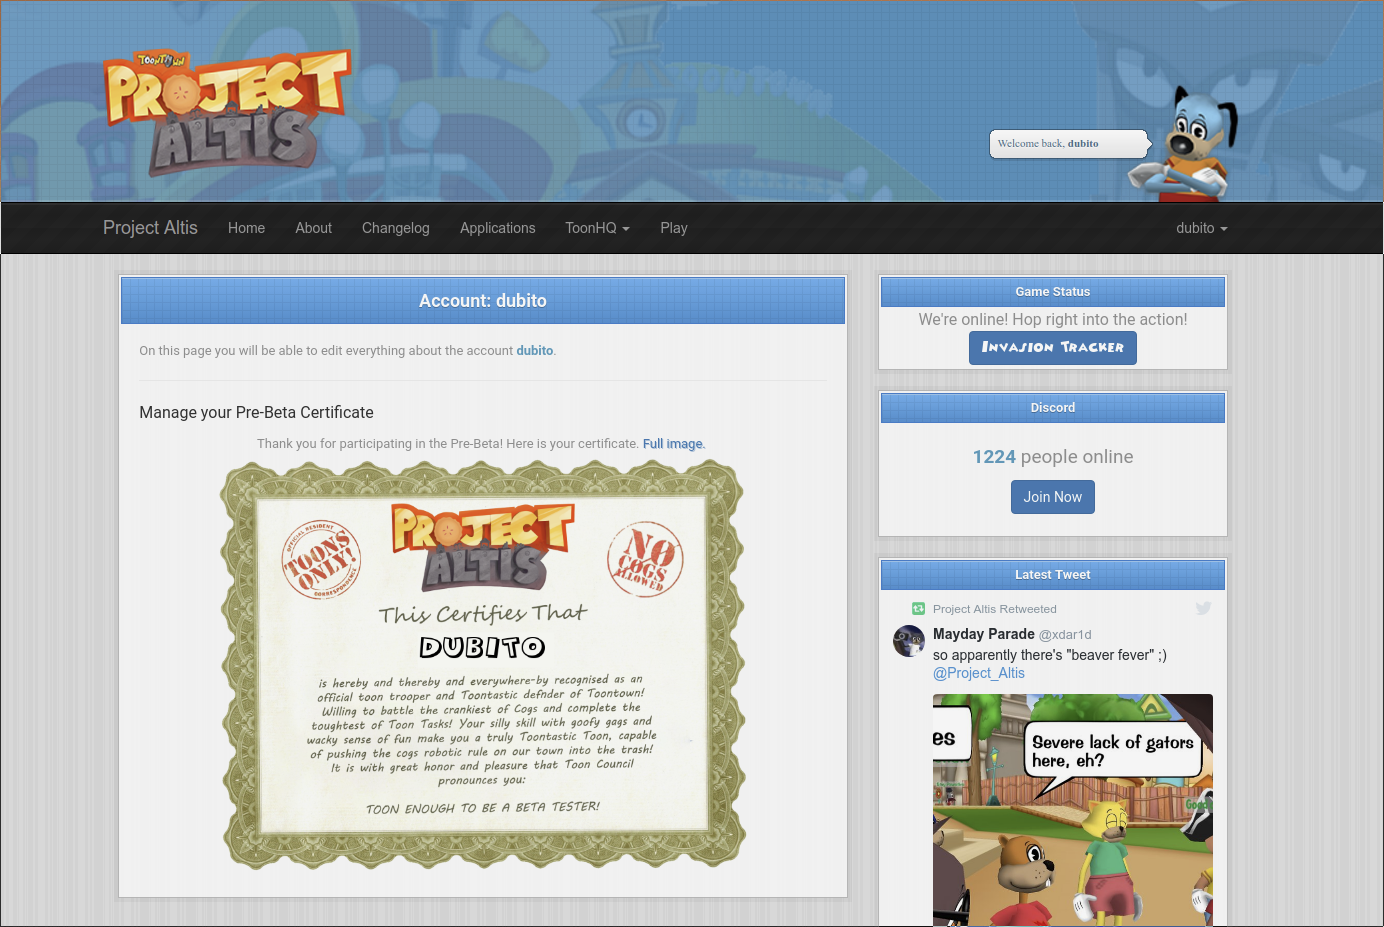 TOONTOWN
PROJECT
ALTIS
Welcome back, dubito
Project Altis
Home
About
Changelog
Applications
ToonHQ
Play
dubito
Account: dubito
On this page you will be able to edit everything about the account dubito.
Manage your Pre-Beta Certificate
Thank you for participating in the Pre-Beta! Here is your certificate. Full image.
OFFICIAL RESIDENT
TOONS
ONLY!
CORRESPONDENCE
PROJECT
ALTIS
NO
COGS
ALLOWED
This Certifies That
DUBITO
is hereby and thereby and everywhere-by recognised as an
official toon trooper and Toontastic defnder of Toontown!
Willing to battle the crankiest of Cogs and complete the
toughtest of Toon Tasks! Your silly skill with goofy gags and
wacky sense of fun make you a truly Toontastic Toon, capable
of pushing the cogs robotic rule on our town into the trash!
It is with great honor and pleasure that Toon Council
pronounces you:
TOON ENOUGH TO BE A BETA TESTER!
Game Status
We're online! Hop right into the action!
Invasion Tracker
Discord
1224 people online
Join Now
Latest Tweet
Project Altis Retweeted
Mayday Parade @xdar1d
so apparently there's "beaver fever" ;)
@Project_Altis
es
Severe lack of gators
here, eh?